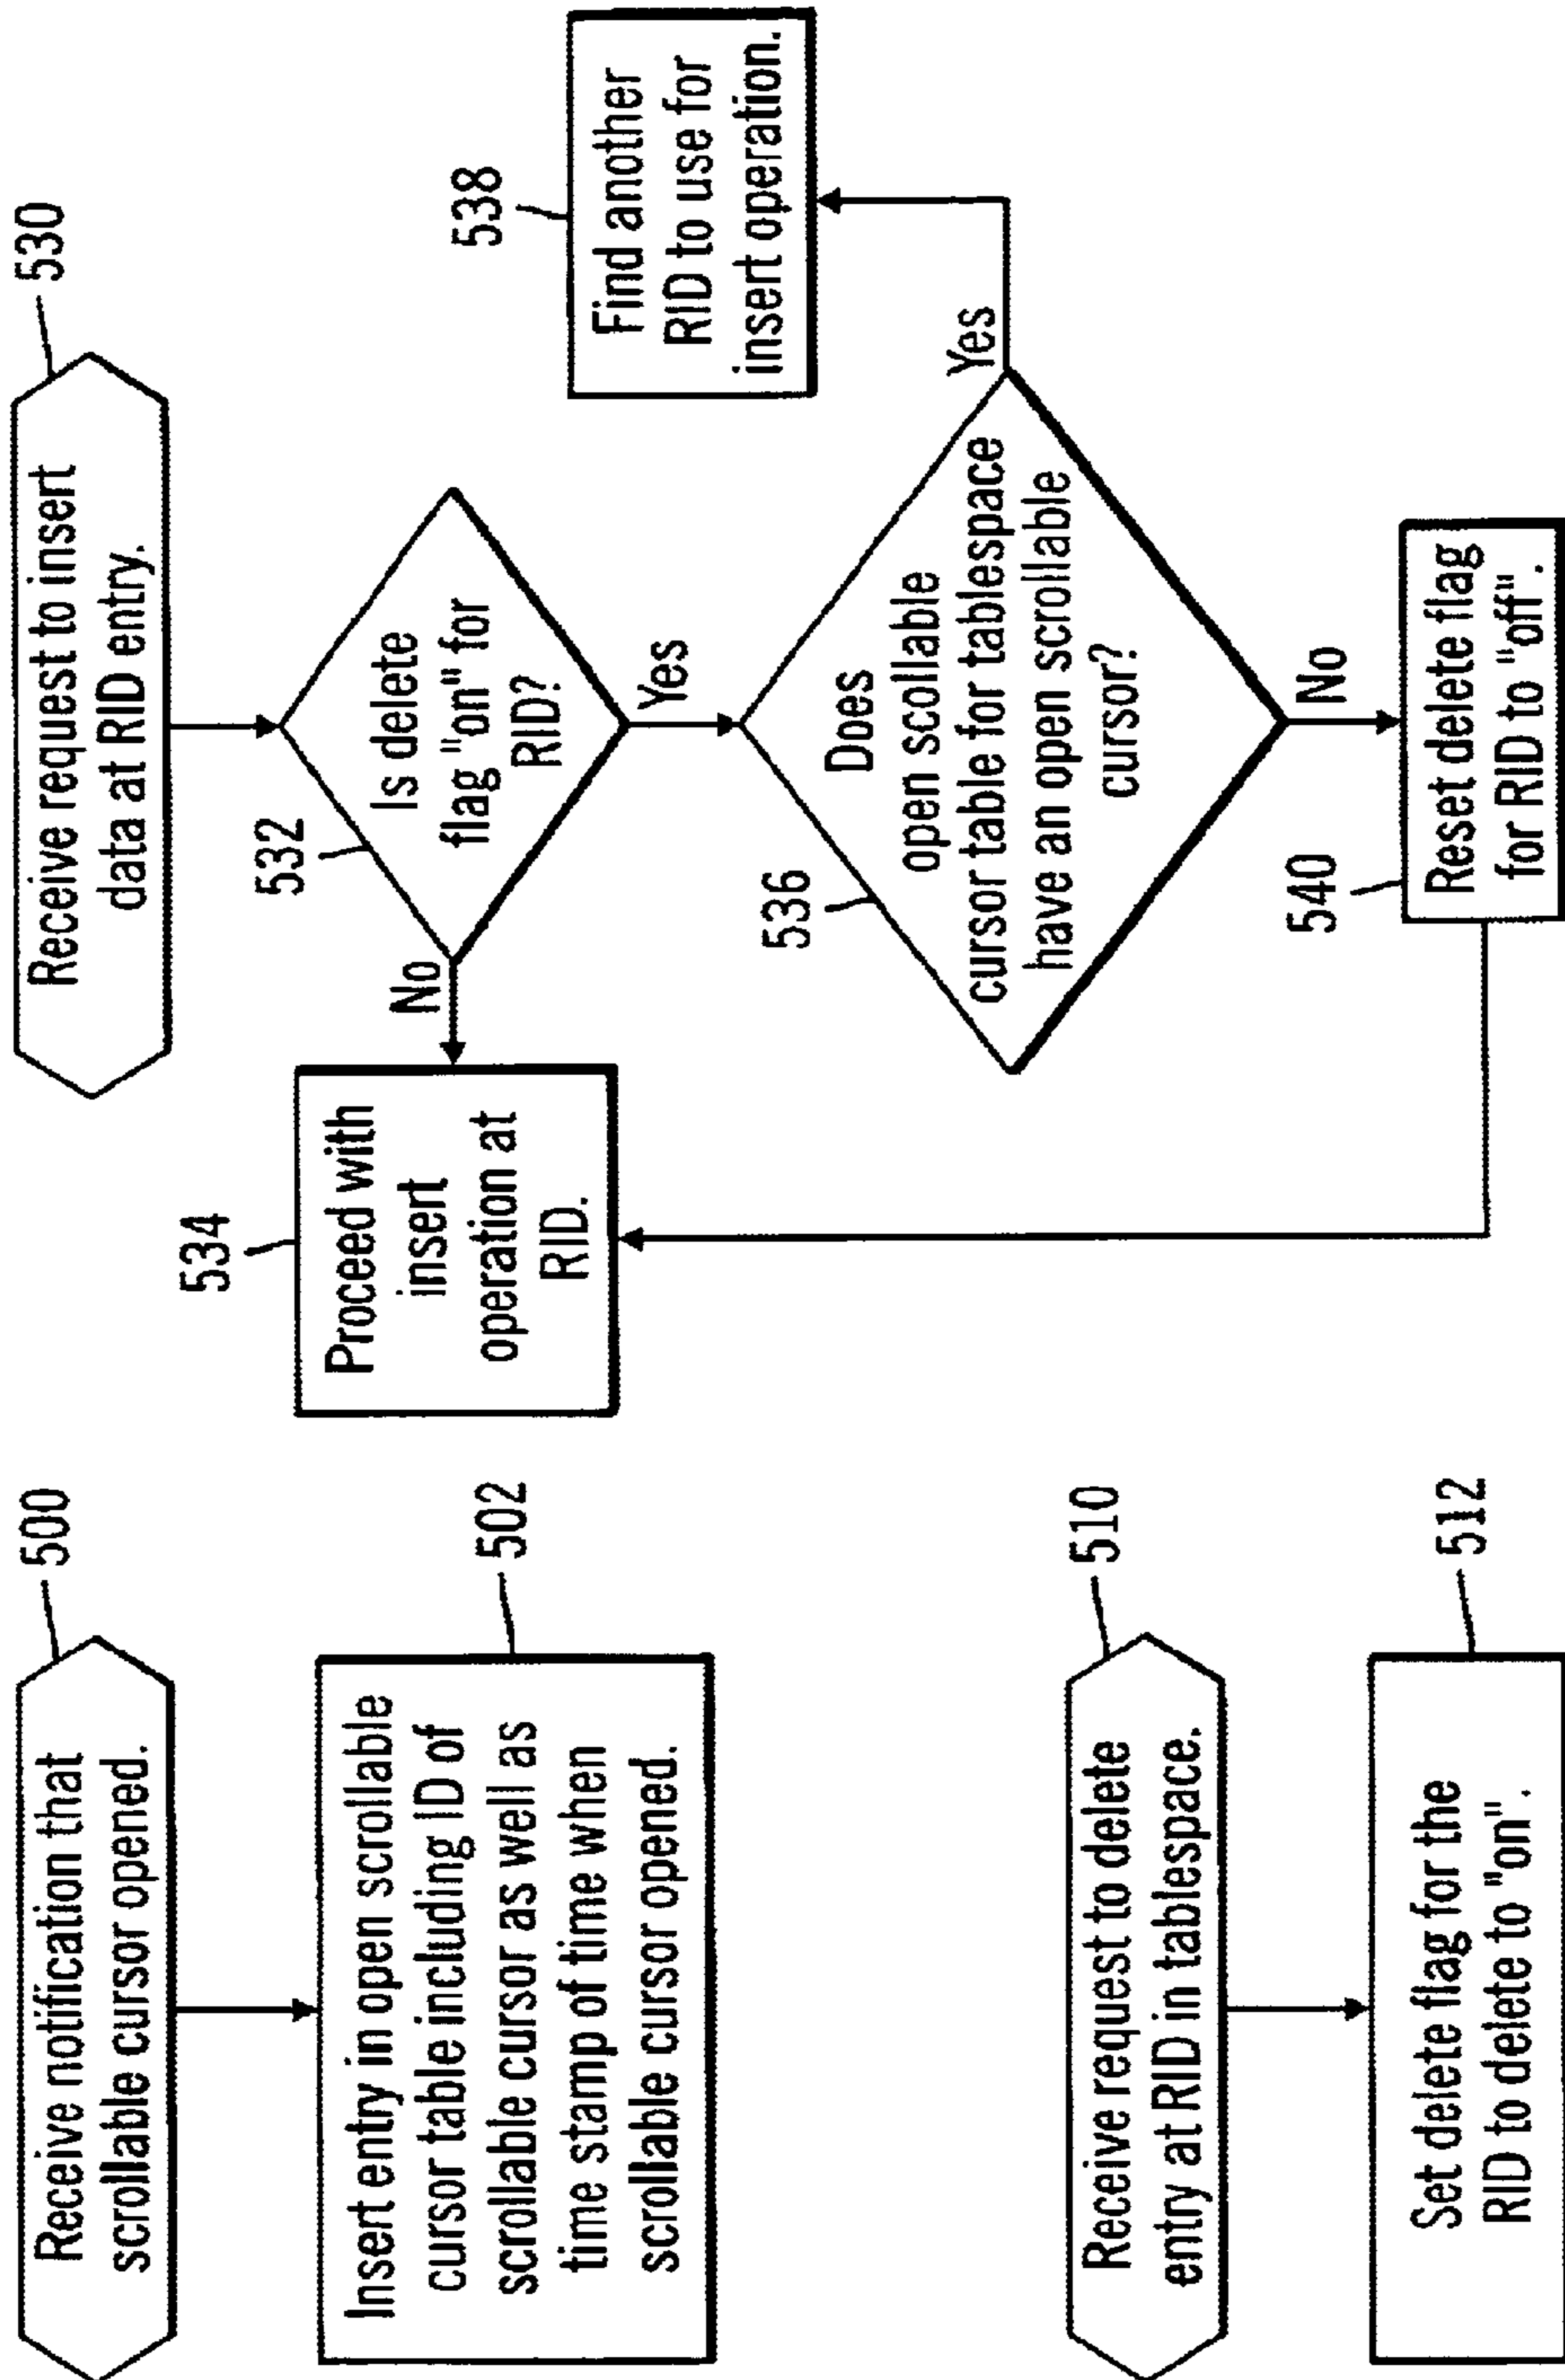 500
Receive notification that
scrollable cursor opened.
502
Insert entry in open scrollable
cursor table including ID of
scrollable cursor as well as
time stamp of time when
scrollable cursor opened.
510
Receive request to delete
entry at RID in tablespace.
512
Set delete flag for the
RID to delete to "on".
530
Receive request to insert
data at RID entry.
532
Is delete
flag "on" for
RID?
No
Yes
534
Proceed with
insert
operation at
RID.
536
Does
open scollable
cursor table for tablespace
have an open scrollable
cursor?
Yes
No
538
Find another
RID to use for
insert operation.
540
Reset delete flag
for RID to "off".